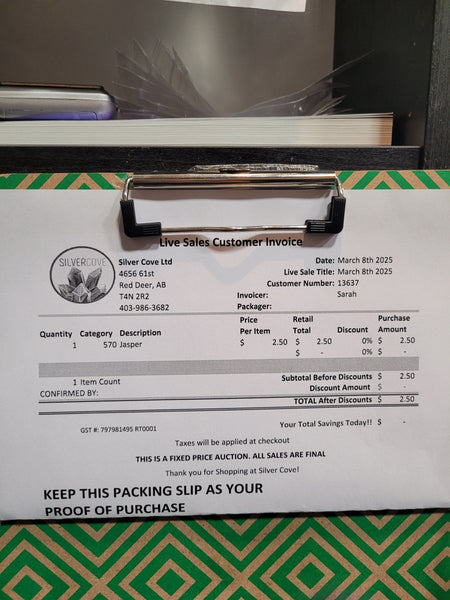 Live Sales Customer Invoice
SILVERCOVE
Silver Cove Ltd Date: March 8th 2025
4656 61st Live Sale Title: March 8th 2025
Red Deer, AB Customer Number: 13637
T4N 2R2 Invoicer: Sarah
403-986-3682 Packager:
Price Retail Purchase
Quantity Category Description Per Item Total Discount Amount
1 570 Jasper $ 2.50 $ 2.50 0% $ 2.50
$ - 0% $ -
1 Item Count Subtotal Before Discounts $ 2.50
CONFIRMED BY: Discount Amount $ -
TOTAL After Discounts $ 2.50
GST #: 797981495 RT0001 Your Total Savings Today!! $ -
Taxes will be applied at checkout
THIS IS A FIXED PRICE AUCTION. ALL SALES ARE FINAL
Thank you for Shopping at Silver Cove!
KEEP THIS PACKING SLIP AS YOUR
PROOF OF PURCHASE